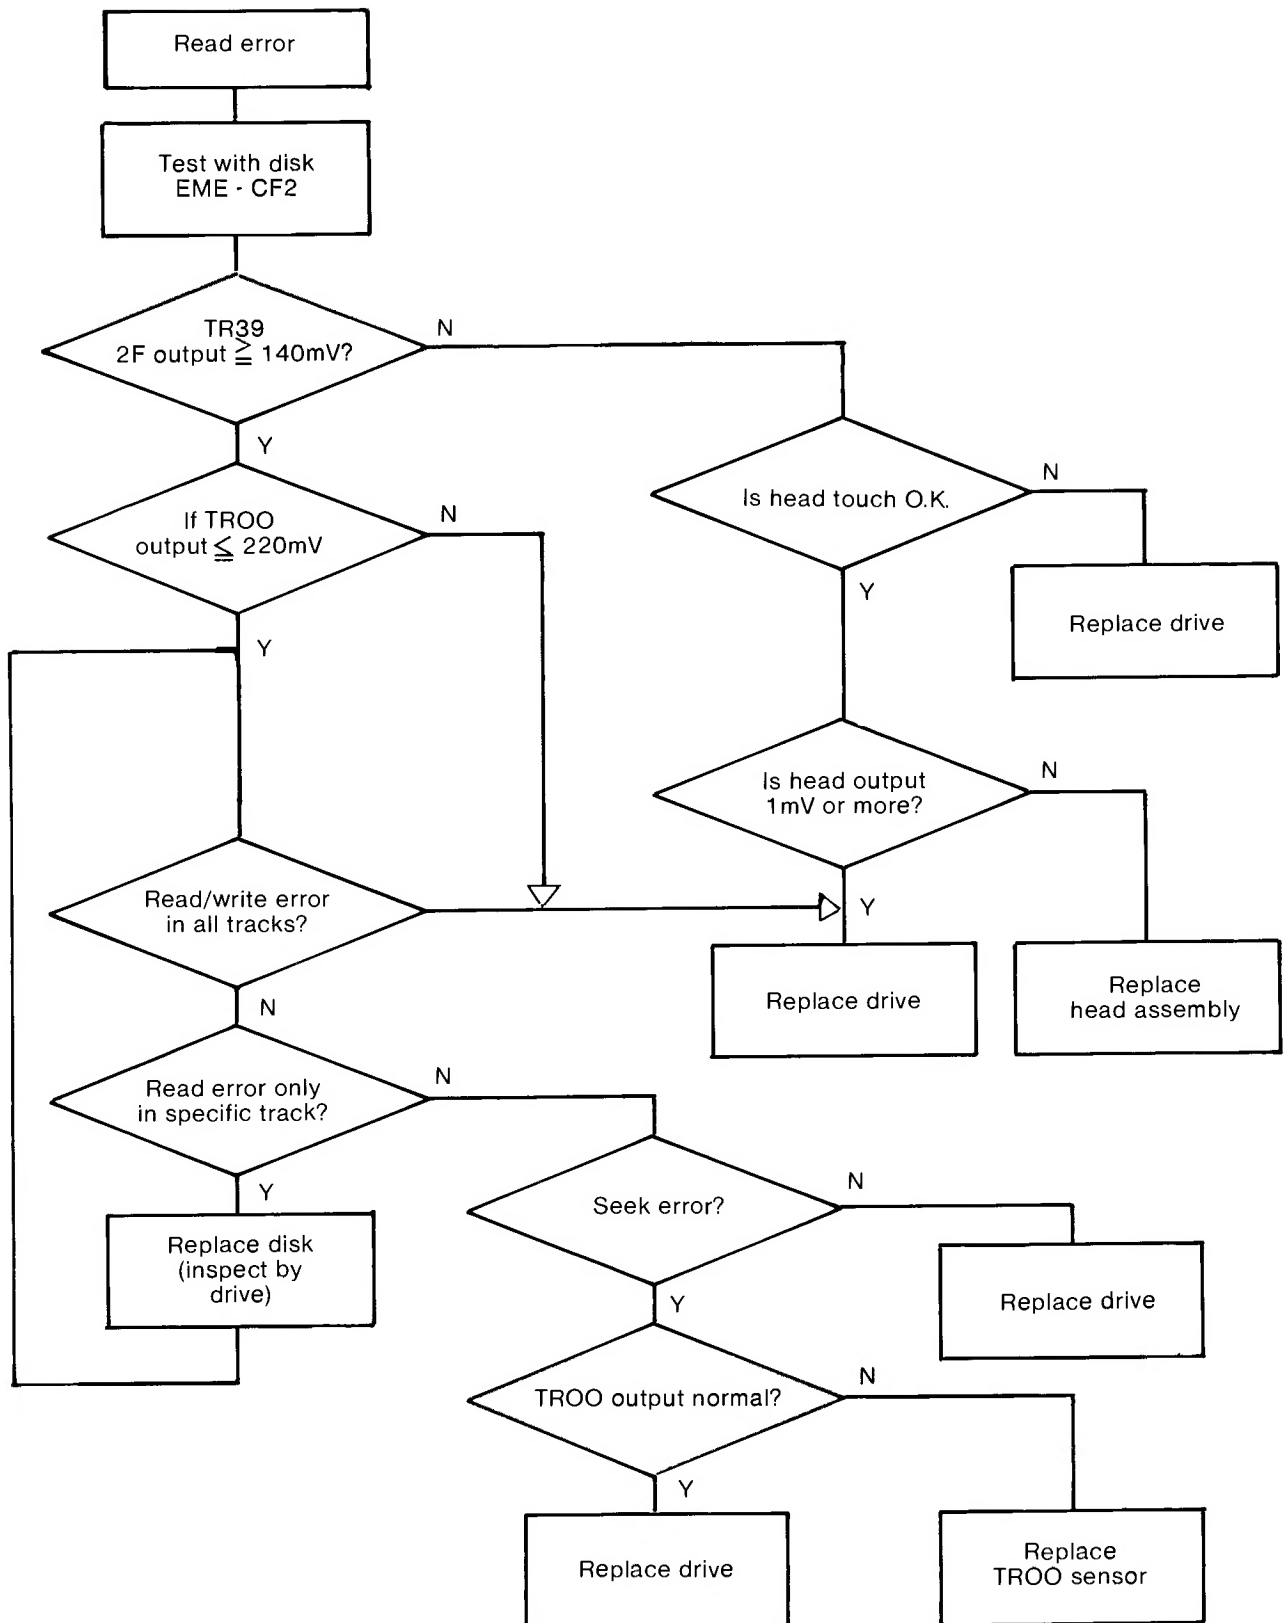 Read error
Test with disk
EME - CF2
TR39
2F output ≧ 140mV?
N
Y
If TROO
output ≦ 220mV
N
Y
Is head touch O.K.
N
Y
Replace drive
Is head output
1mV or more?
N
Y
Read/write error
in all tracks?
N
Replace drive
Replace
head assembly
Read error only
in specific track?
N
Y
Replace disk
(inspect by
drive)
Seek error?
N
Y
Replace drive
TROO output normal?
N
Y
Replace drive
Replace
TROO sensor